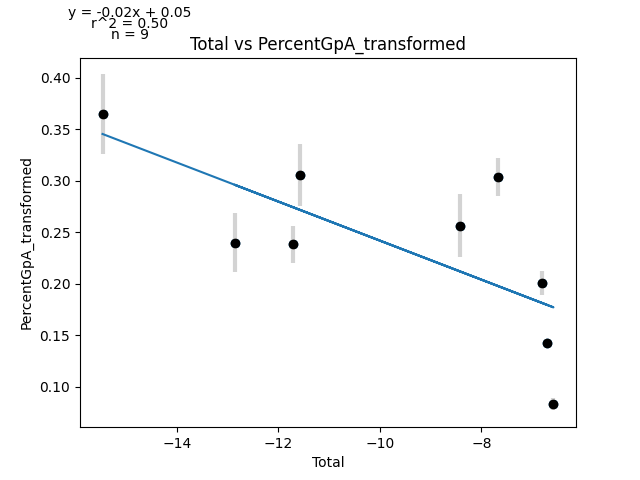 y = -0.02x + 0.05
r^2 = 0.50
n = 9
Total vs PercentGpA_transformed
PercentGpA_transformed
0.40
0.35
0.30
0.25
0.20
0.15
0.10
−14
−12
−10
−8
Total